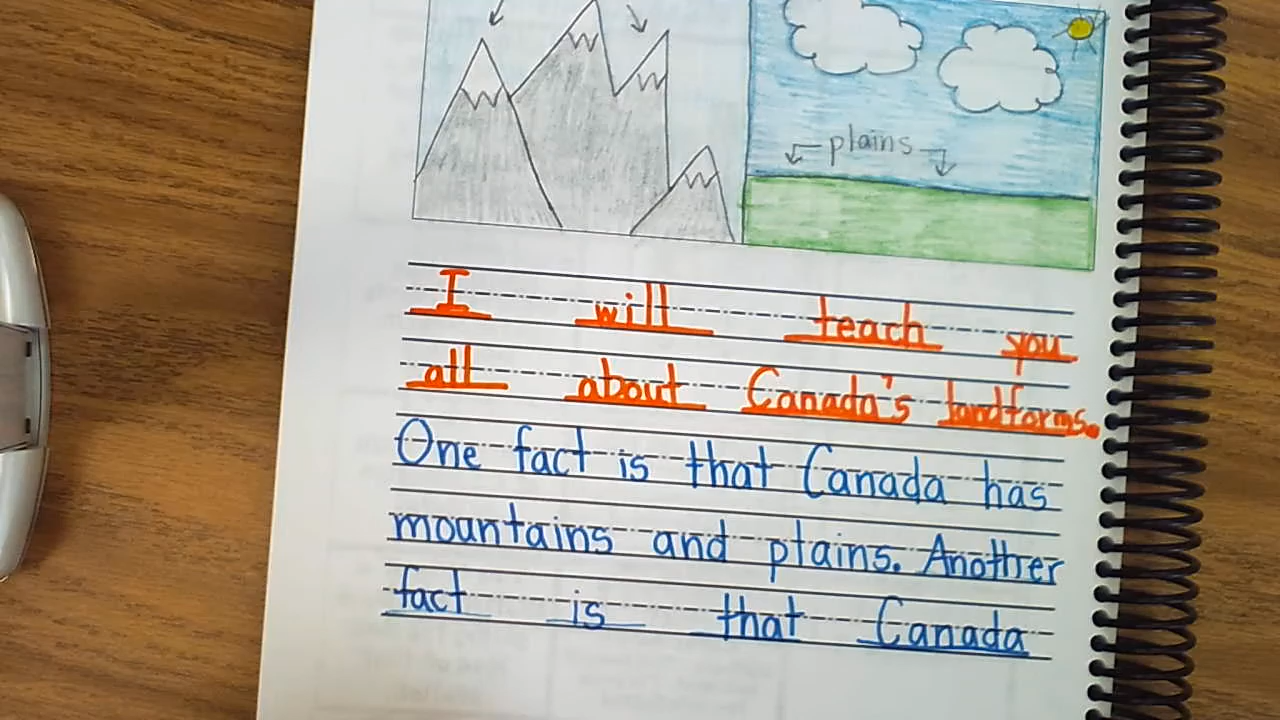 plains
I will teach you
all about Canada's landforms.
One fact is that Canada has
mountains and plains. Another
fact is that Canada